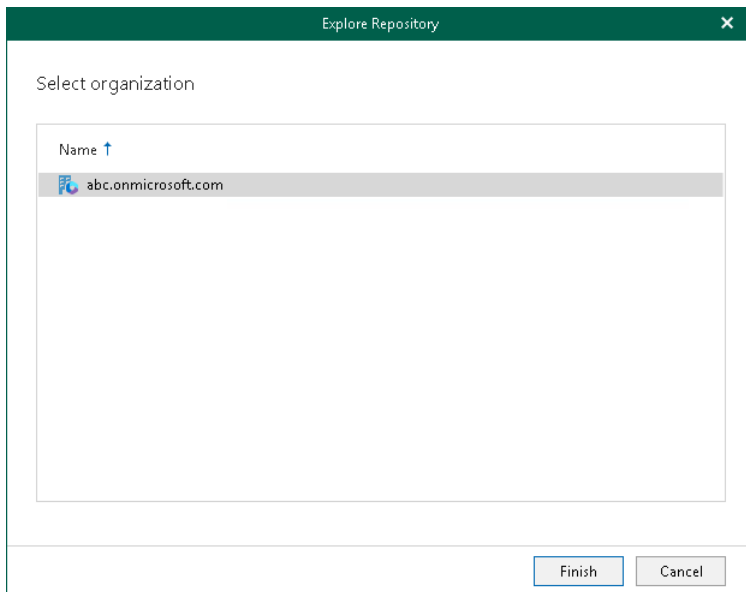 Explore Repository
Select organization
Name
abc.onmicrosoft.com
Finish Cancel